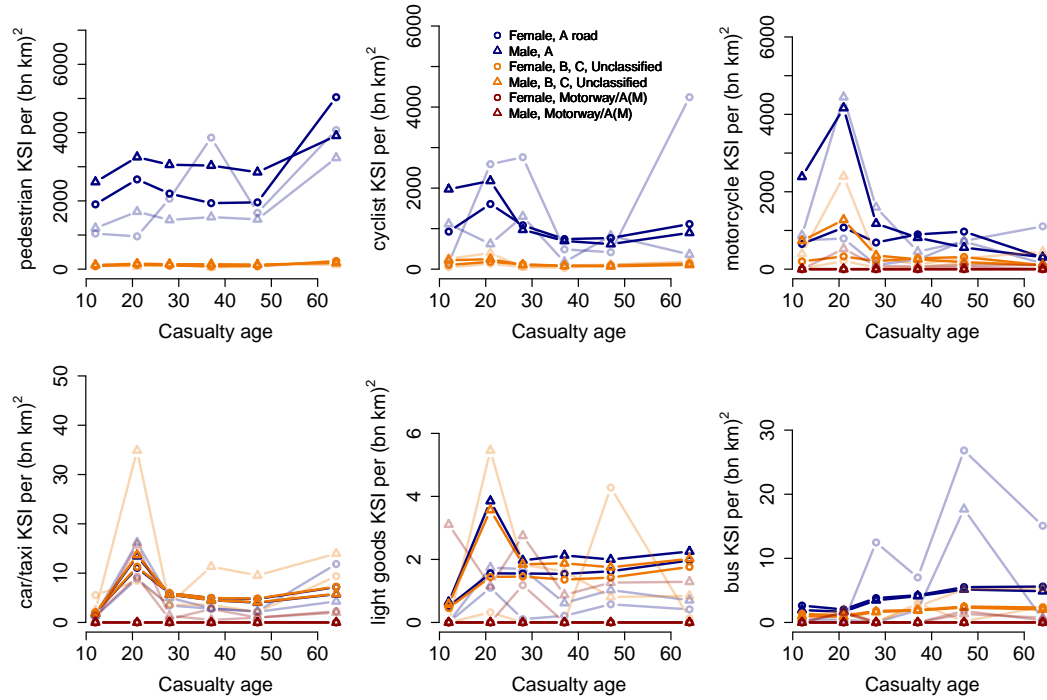 pedestrian KSI per (bn km)²
0 2000 4000 6000
10 20 30 40 50 60
Casualty age
cyclist KSI per (bn km)²
0 2000 4000 6000
10 20 30 40 50 60
Casualty age
Female, A road
Male, A
Female, B, C, Unclassified
Male, B, C, Unclassified
Female, Motorway/A(M)
Male, Motorway/A(M)
motorcycle KSI per (bn km)²
0 2000 4000 6000
10 20 30 40 50 60
Casualty age
car/taxi KSI per (bn km)²
0 10 20 30 40 50
10 20 30 40 50 60
Casualty age
light goods KSI per (bn km)²
0 2 4 6
10 20 30 40 50 60
Casualty age
bus KSI per (bn km)²
0 10 20 30
10 20 30 40 50 60
Casualty age